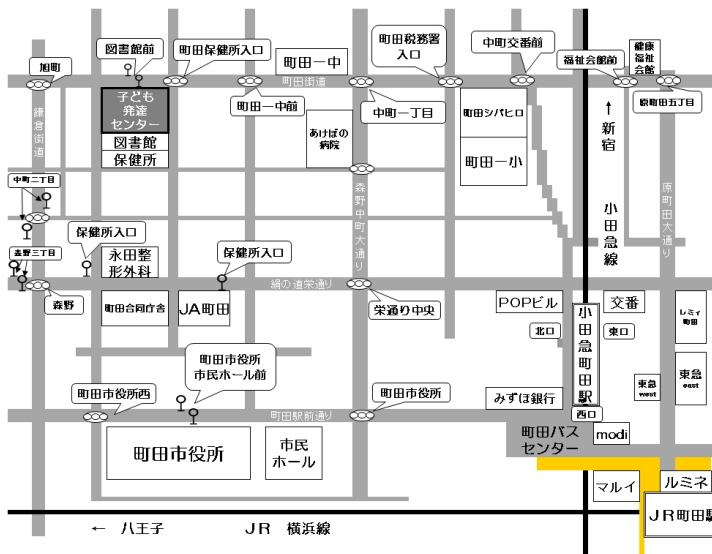 旭町
図書館前
町田保健所入口
町田一中
町田税務署
入口
中町交番前
福祉会館前
健康
福祉
会館
町田街道
町田一中前
中町一丁目
原町田五丁目
鎌倉街道
子ども
発達
センター
図書館
保健所
あけぼの
病院
町田シバヒロ
町田一小
↑新宿
小田急線
原町田大通り
森野中町大通り
中町二丁目
森野三丁目
保健所入口
永田整
形外科
保健所入口
絹の道栄通り
森野
町田合同庁舎
JA町田
栄通り中央
POPビル
北口
小田急町田駅
交番
東口
レミィ
町田
町田市役所
市民ホール前
町田市役所西
町田市役所
町田駅前通り
みずほ銀行
西口
東急
west
東急
east
町田市役所
市民
ホール
町田バス
センター
modi
マルイ
ルミネ
JR町田駅
← 八王子
JR 横浜線